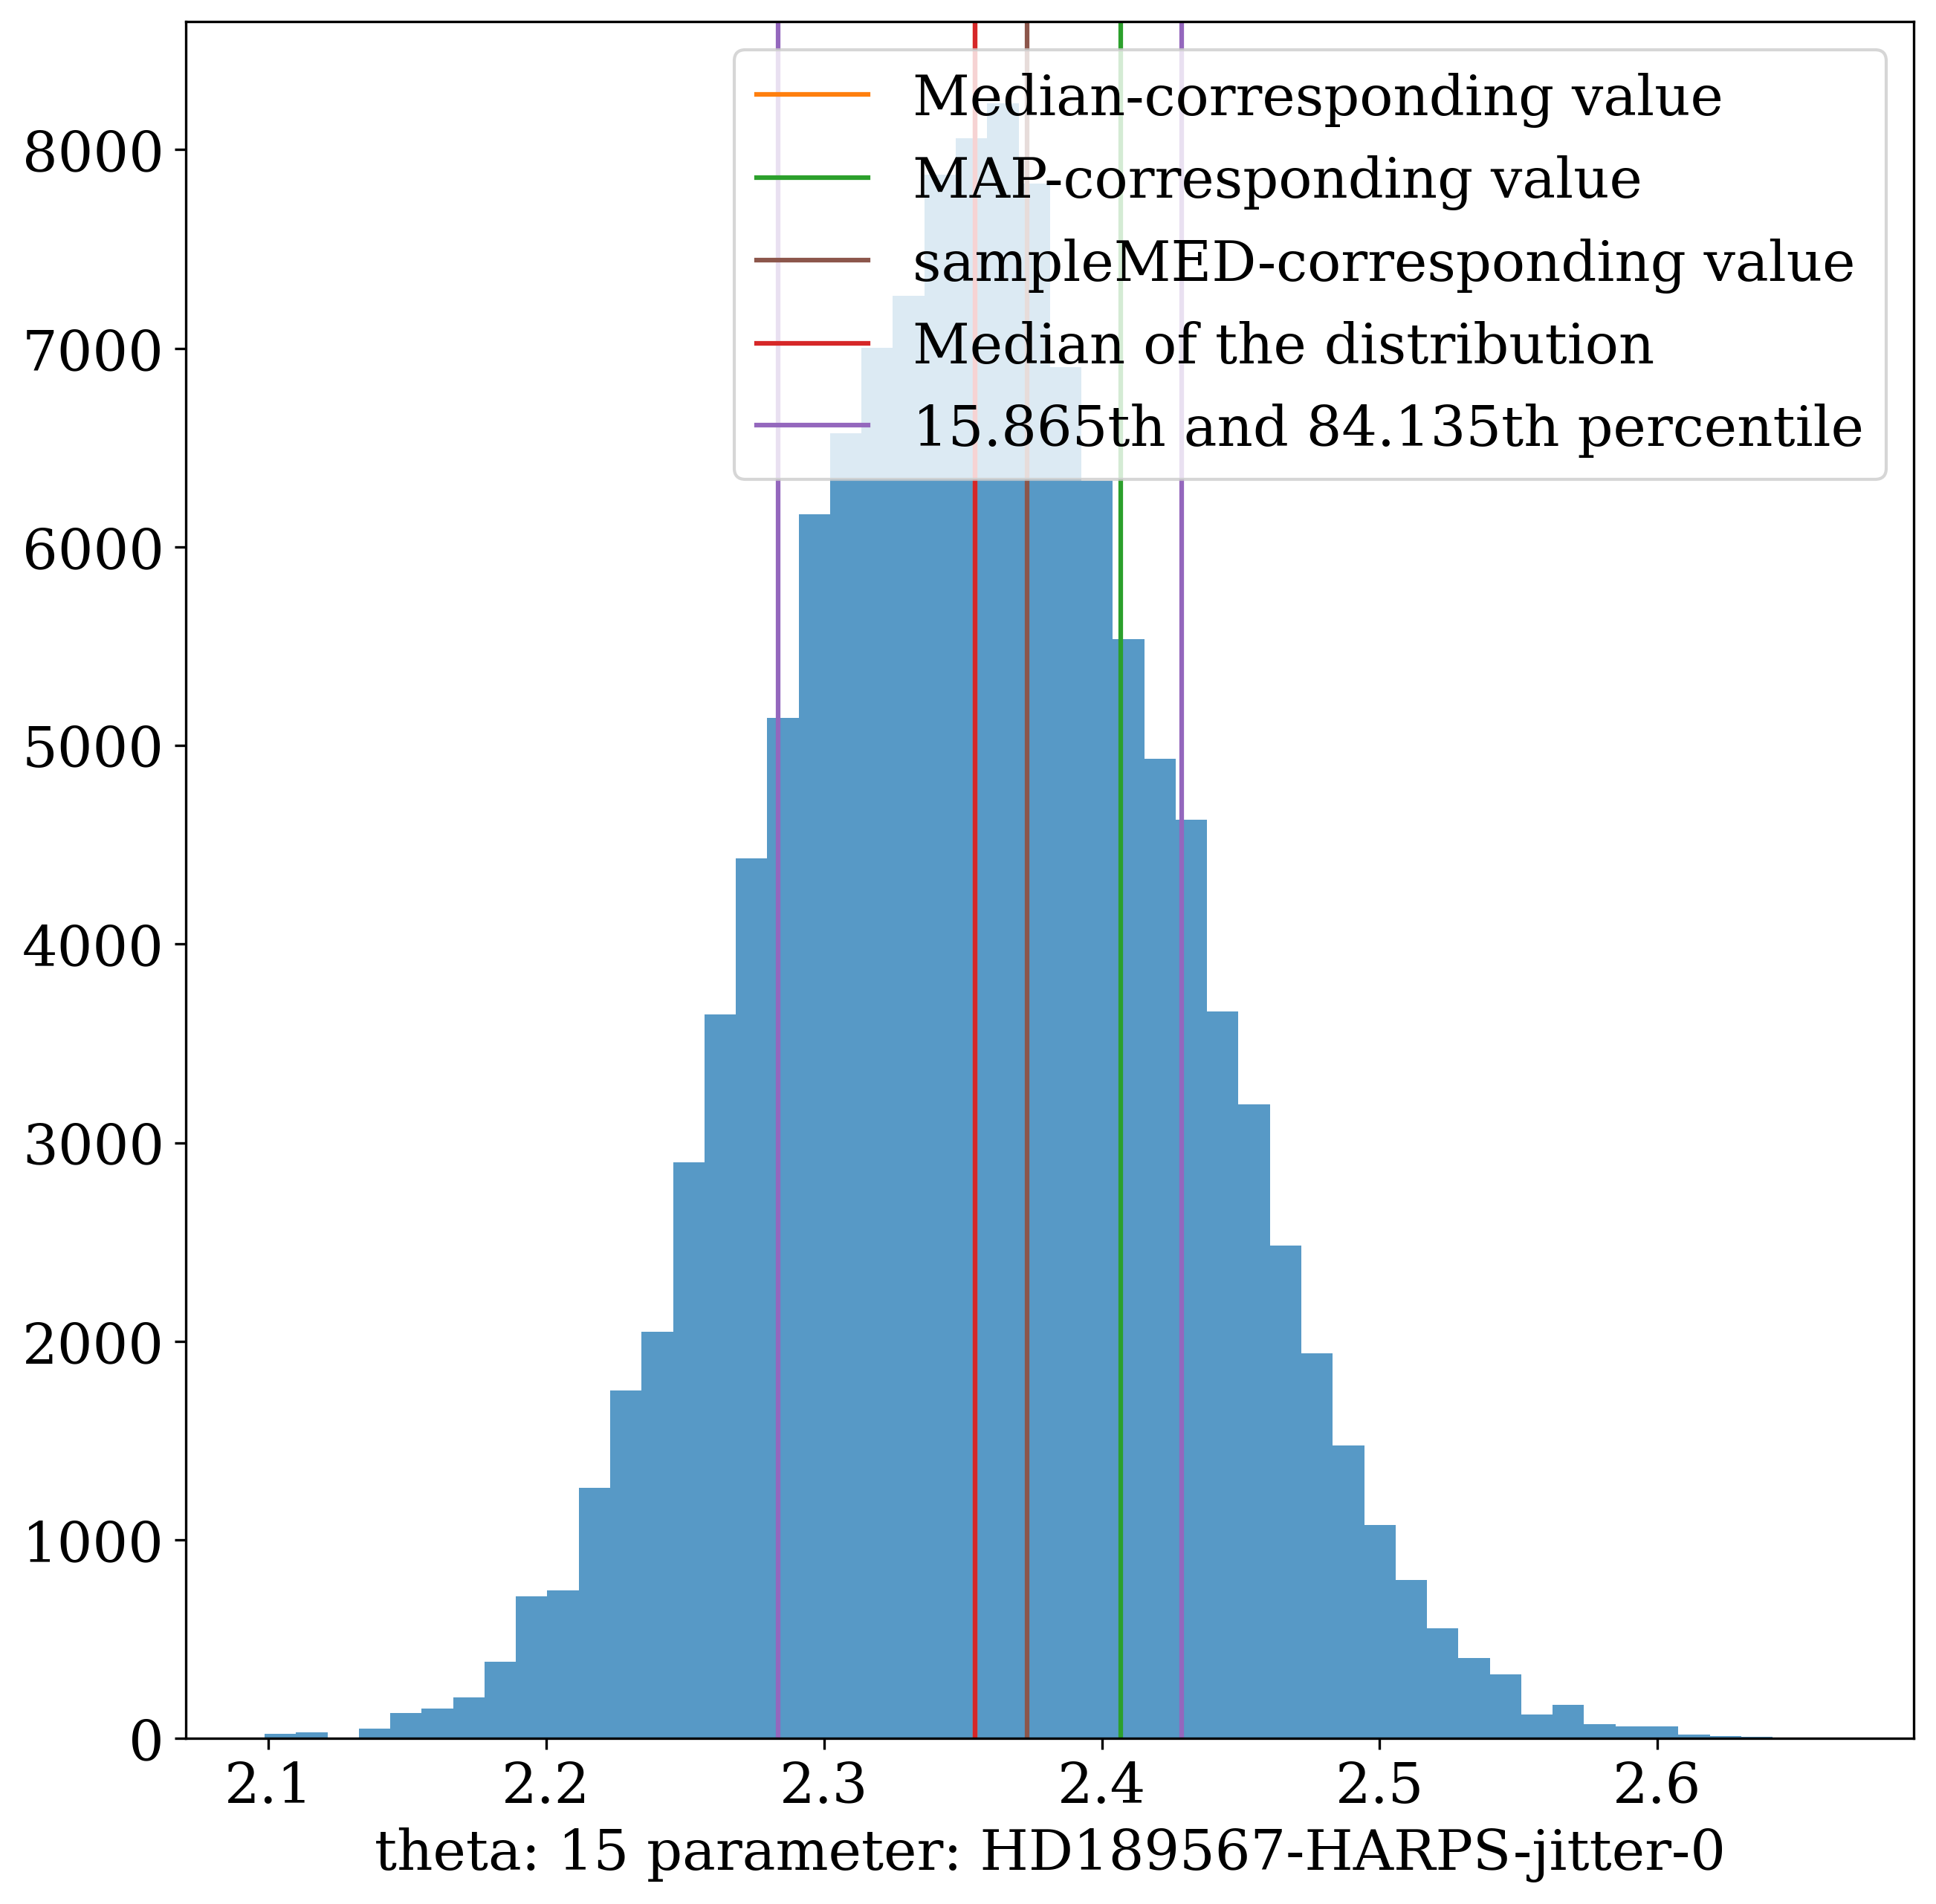 Median-corresponding value
MAP-corresponding value
sampleMED-corresponding value
Median of the distribution
15.865th and 84.135th percentile
8000
7000
6000
5000
4000
3000
2000
1000
0
2.1 2.2 2.3 2.4 2.5 2.6
theta: 15 parameter: HD189567-HARPS-jitter-0